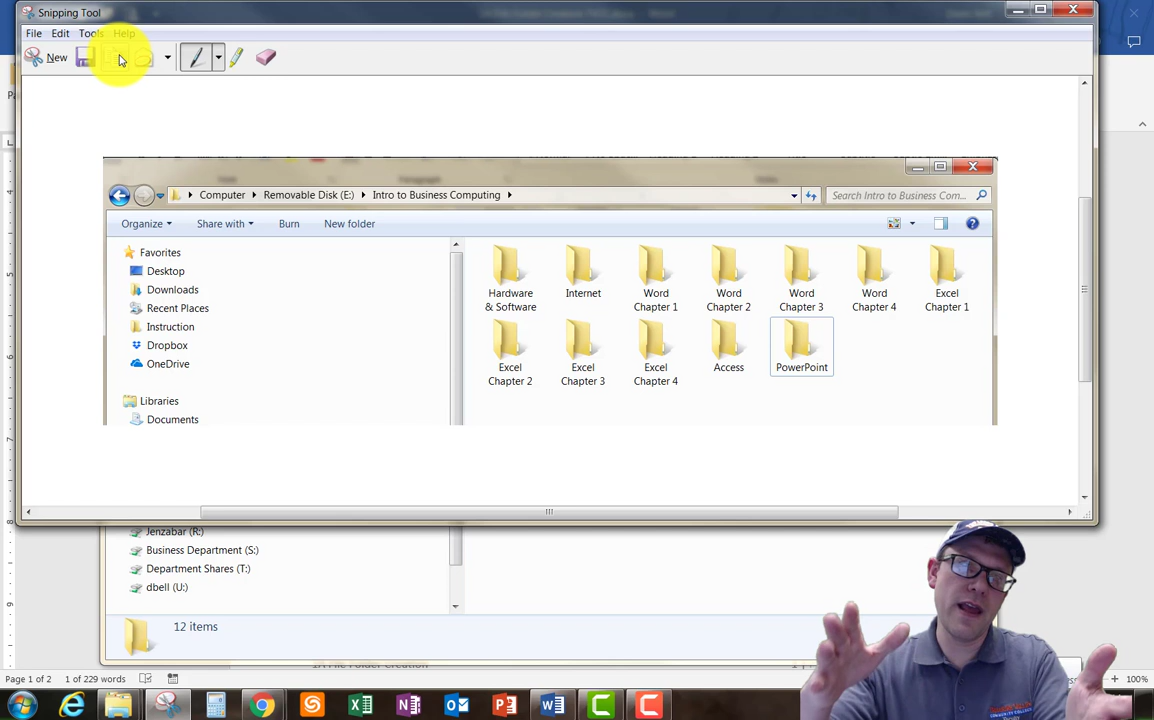 Snipping Tool
File Edit Tools Help
New
Computer Removable Disk (E:) Intro to Business Computing
Search Intro to Business Com...
Organize Share with Burn New folder
Favorites
Desktop
Downloads
Recent Places
Instruction
Dropbox
OneDrive
Libraries
Documents
Hardware & Software
Internet
Word Chapter 1
Word Chapter 2
Word Chapter 3
Word Chapter 4
Excel Chapter 1
Excel Chapter 2
Excel Chapter 3
Excel Chapter 4
Access
PowerPoint
Jenzabar (R:)
Business Department (S:)
Department Shares (T:)
dbell (U:)
12 items
1A File Folder Creation
Page 1 of 2 1 of 229 words
100%